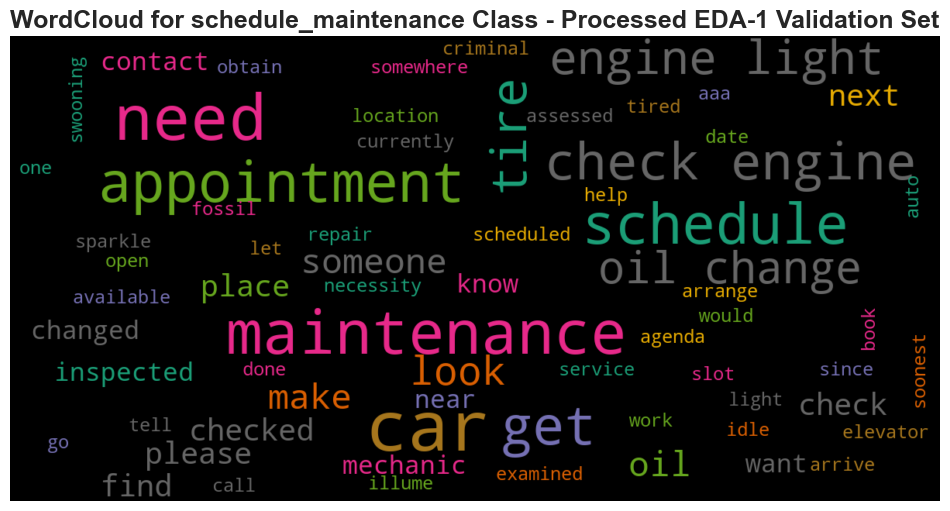 WordCloud for schedule_maintenance Class - Processed EDA-1 Validation Set
criminal
contact
obtain
somewhere
engine light
swooning
need
location
tire
assessed
tired
aaa
next
currently
date
one
appointment
check engine
help
auto
fossil
schedule
sparkle
let
repair
scheduled
open
someone
oil change
available
place
necessity
know
arrange
changed
maintenance
would
agenda
book
inspected
done
look
service
slot
since
soonest
make
near
light
check
go
tell
checked
car
get
work
idle
elevator
please
mechanic
examined
oil
want
arrive
find
call
illume